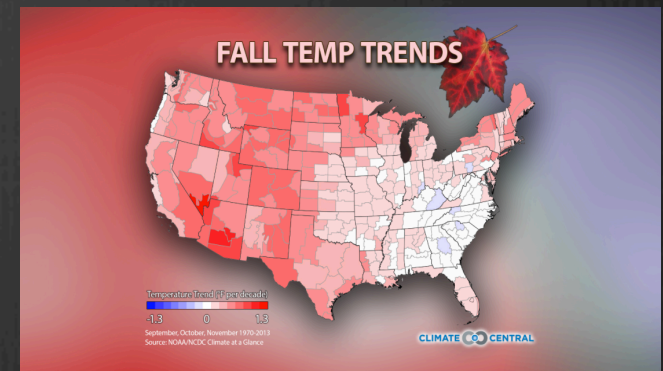 FALL TEMP TRENDS
Temperature Trend (°F per decade)
-1.3 0 1.3
September, October, November 1970-2013
Source: NOAA/NCDC Climate at a Glance
CLIMATE CENTRAL